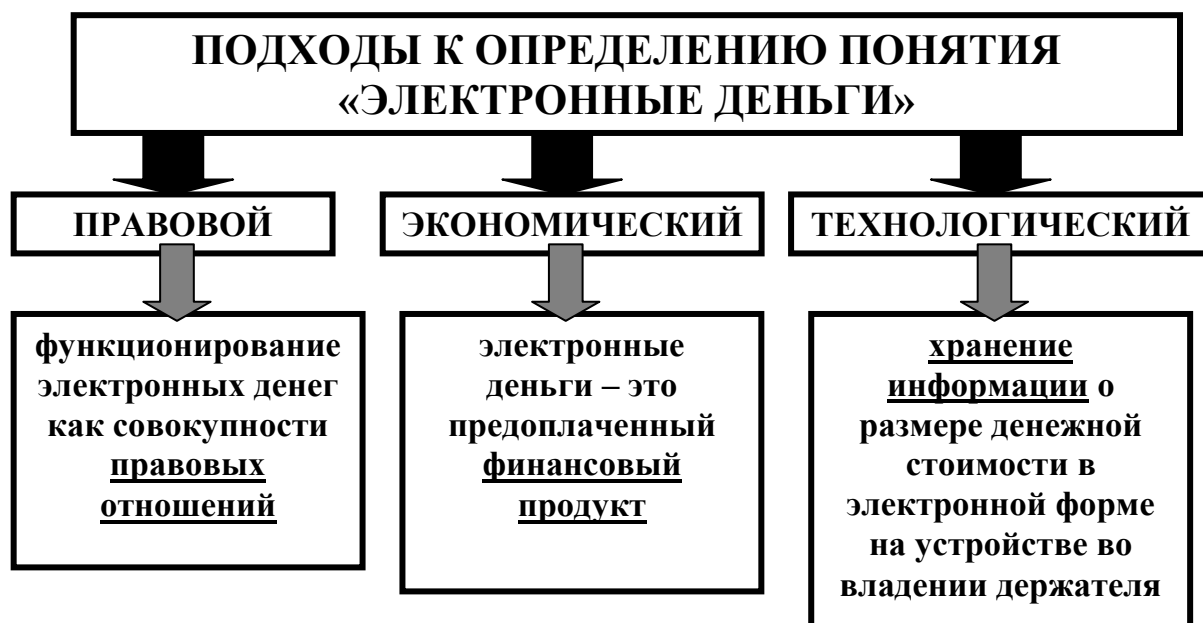 ПОДХОДЫ К ОПРЕДЕЛЕНИЮ ПОНЯТИЯ
«ЭЛЕКТРОННЫЕ ДЕНЬГИ»
ПРАВОВОЙ
ЭКОНОМИЧЕСКИЙ
ТЕХНОЛОГИЧЕСКИЙ
функционирование
электронных денег
как совокупности
правовых
отношений
электронные
деньги – это
предоплаченный
финансовый
продукт
хранение
информации о
размере денежной
стоимости в
электронной форме
на устройстве во
владении держателя